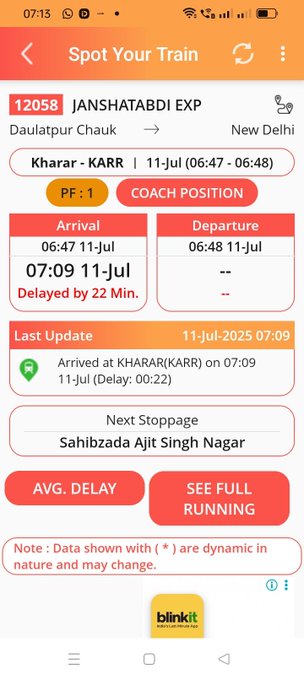 07:13
Spot Your Train
12058 JANSHATABDI EXP
Daulatpur Chauk → New Delhi
Kharar - KARR | 11-Jul (06:47 - 06:48)
PF : 1 COACH POSITION
Arrival Departure
06:47 11-Jul 06:48 11-Jul
07:09 11-Jul --
Delayed by 22 Min. --
Last Update 11-Jul-2025 07:09
Arrived at KHARAR(KARR) on 07:09
11-Jul (Delay: 00:22)
Next Stoppage
Sahibzada Ajit Singh Nagar
AVG. DELAY
SEE FULL
RUNNING
Note : Data shown with ( * ) are dynamic in
nature and may change.
blinkit
India's Last Minute App